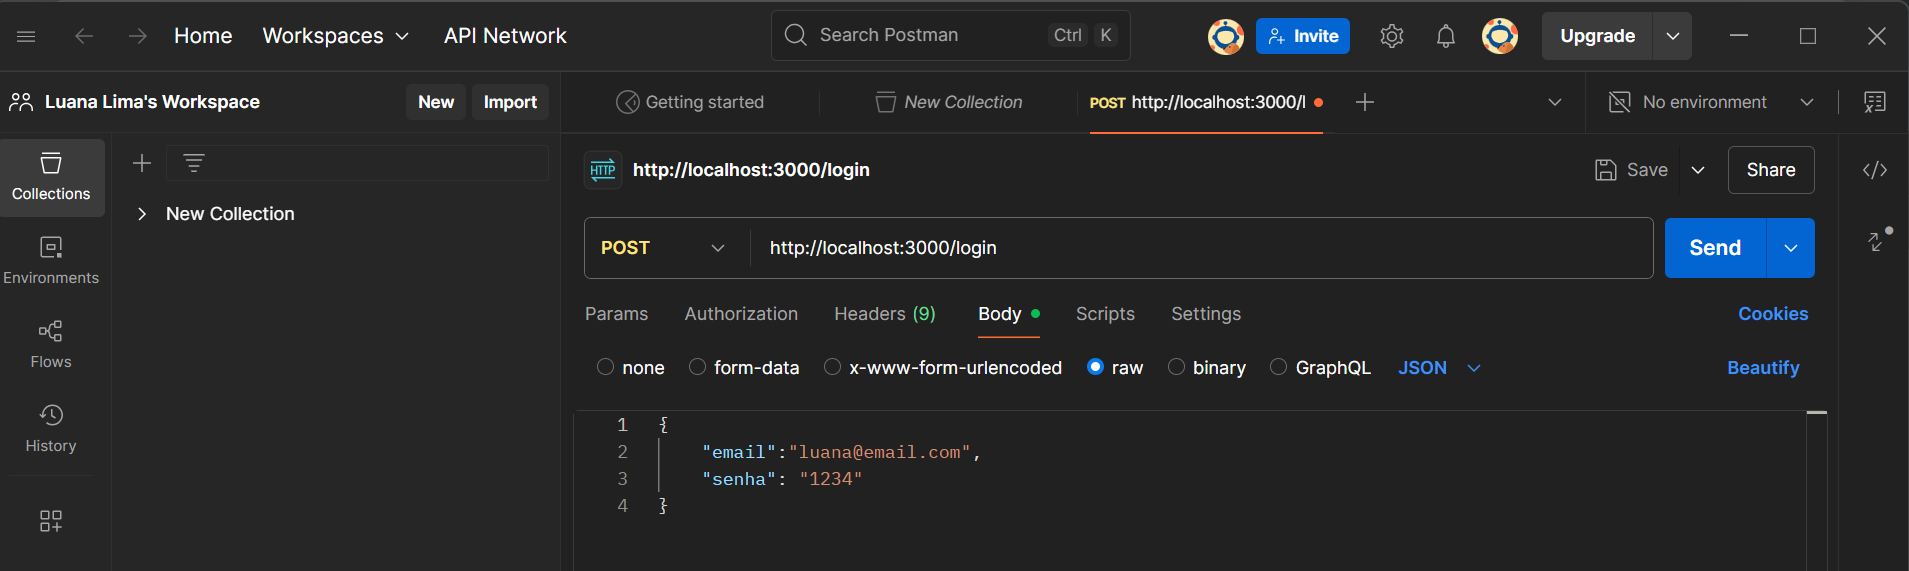 Home Workspaces API Network Search Postman Ctrl K Invite Upgrade
Luana Lima's Workspace New Import Getting started New Collection POST http://localhost:3000/l No environment
Collections
New Collection
Environments
Flows
History
HTTP http://localhost:3000/login Save Share
POST http://localhost:3000/login Send
Params Authorization Headers (9) Body Scripts Settings Cookies
none form-data x-www-form-urlencoded raw binary GraphQL JSON Beautify
1 {
2 "email":"luana@email.com",
3 "senha": "1234"
4 }